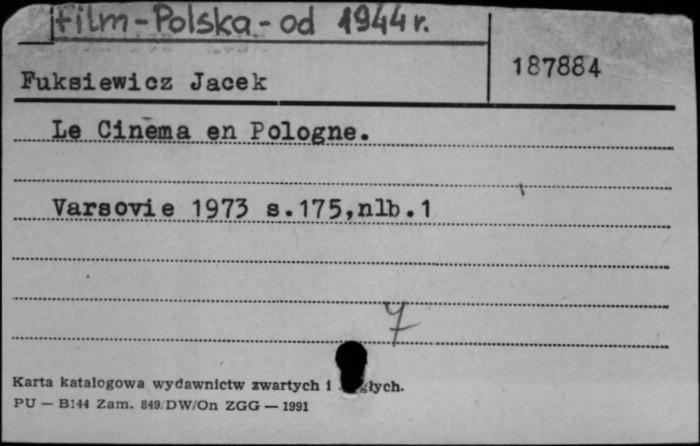 film - Polska - od 1944 r.
187884
Fuksiewicz Jacek
Le Cinema en Pologne.
Varsovie 1973 s.175,nlb.1
7
Karta katalogowa wydawnictw zwartych i
PU — B144 Zam. 849/DW/On ZGG — 1991